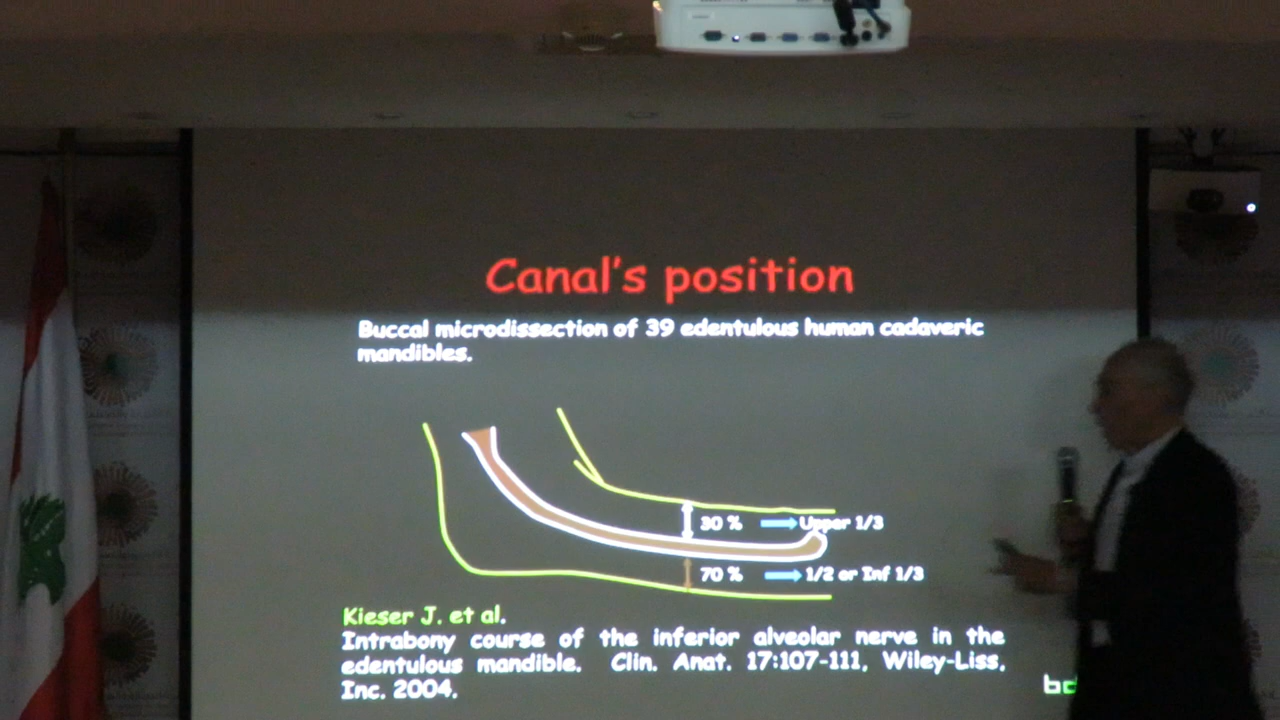 Canal's position
Buccal microdissection of 39 edentulous human cadaveric
mandibles.
30 % Upper 1/3
70 % 1/2 or Inf 1/3
Kieser J. et al.
Intrabony course of the inferior alveolar nerve in the
edentulous mandible. Clin. Anat. 17:107-111, Wiley-Liss,
Inc. 2004.